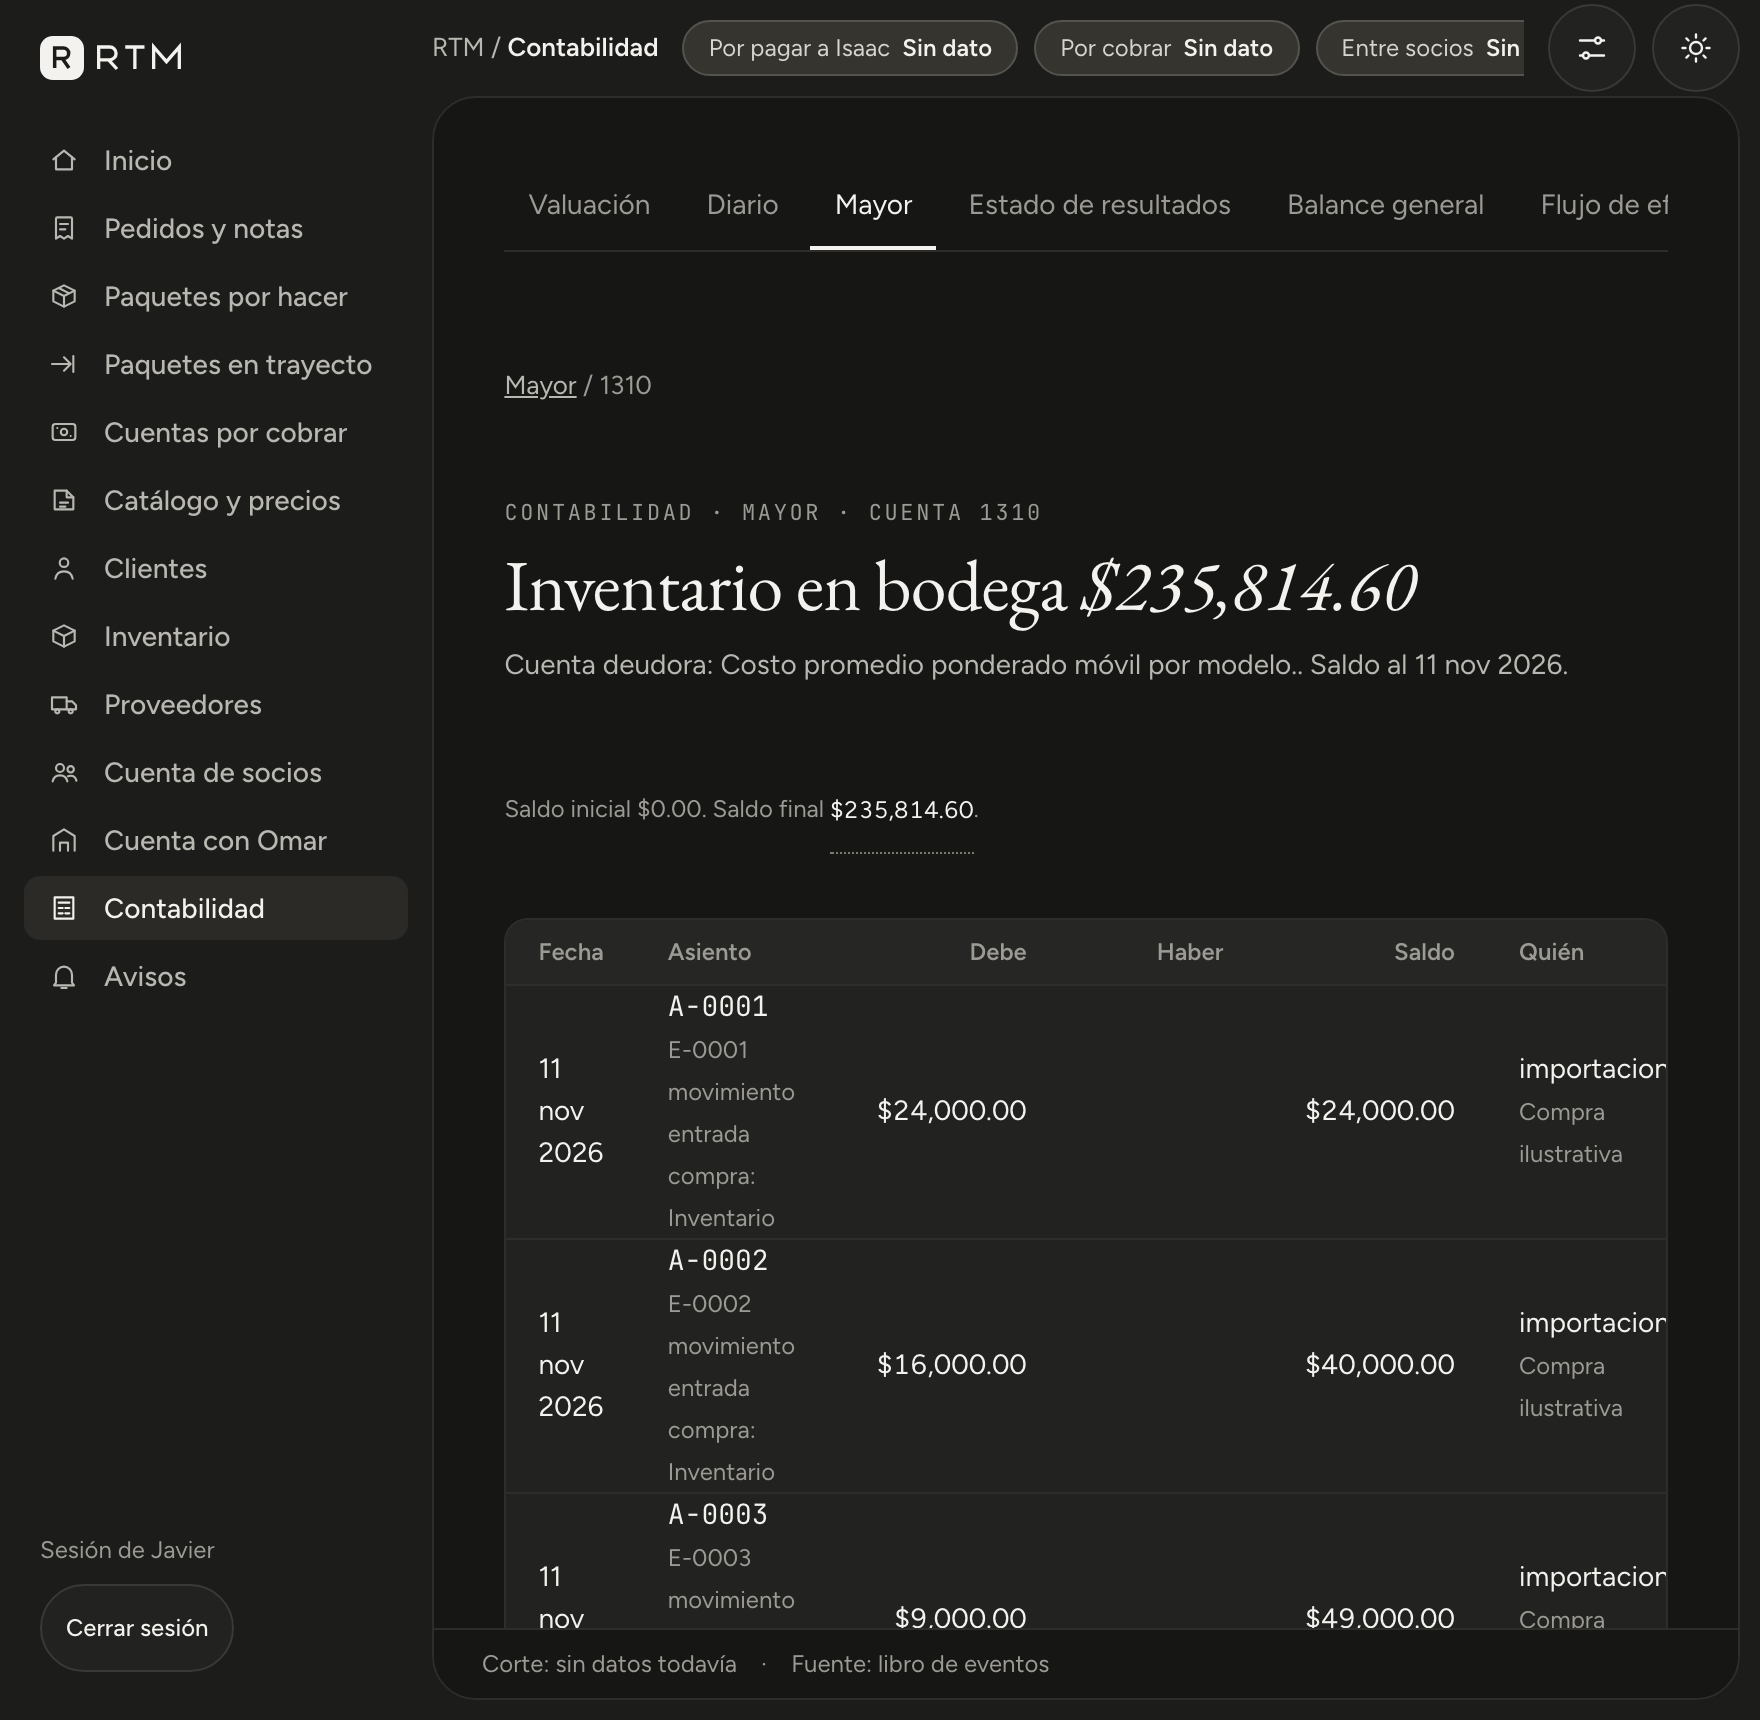 R RTM
RTM / Contabilidad
Por pagar a Isaac Sin dato
Por cobrar Sin dato
Entre socios Sin
Inicio
Pedidos y notas
Paquetes por hacer
Paquetes en trayecto
Cuentas por cobrar
Catálogo y precios
Clientes
Inventario
Proveedores
Cuenta de socios
Cuenta con Omar
Contabilidad
Avisos
Sesión de Javier
Cerrar sesión
Valuación Diario Mayor Estado de resultados Balance general Flujo de ef
Mayor / 1310
CONTABILIDAD · MAYOR · CUENTA 1310
Inventario en bodega $235,814.60
Cuenta deudora: Costo promedio ponderado móvil por modelo.. Saldo al 11 nov 2026.
Saldo inicial $0.00. Saldo final $235,814.60.
Fecha Asiento Debe Haber Saldo Quién
11
nov
2026
A-0001
E-0001
movimiento
entrada
compra:
Inventario
$24,000.00
$24,000.00
importacion
Compra
ilustrativa
11
nov
2026
A-0002
E-0002
movimiento
entrada
compra:
Inventario
$16,000.00
$40,000.00
importacion
Compra
ilustrativa
11
nov
A-0003
E-0003
movimiento
$9,000.00
$49,000.00
importacion
Compra
Corte: sin datos todavía · Fuente: libro de eventos